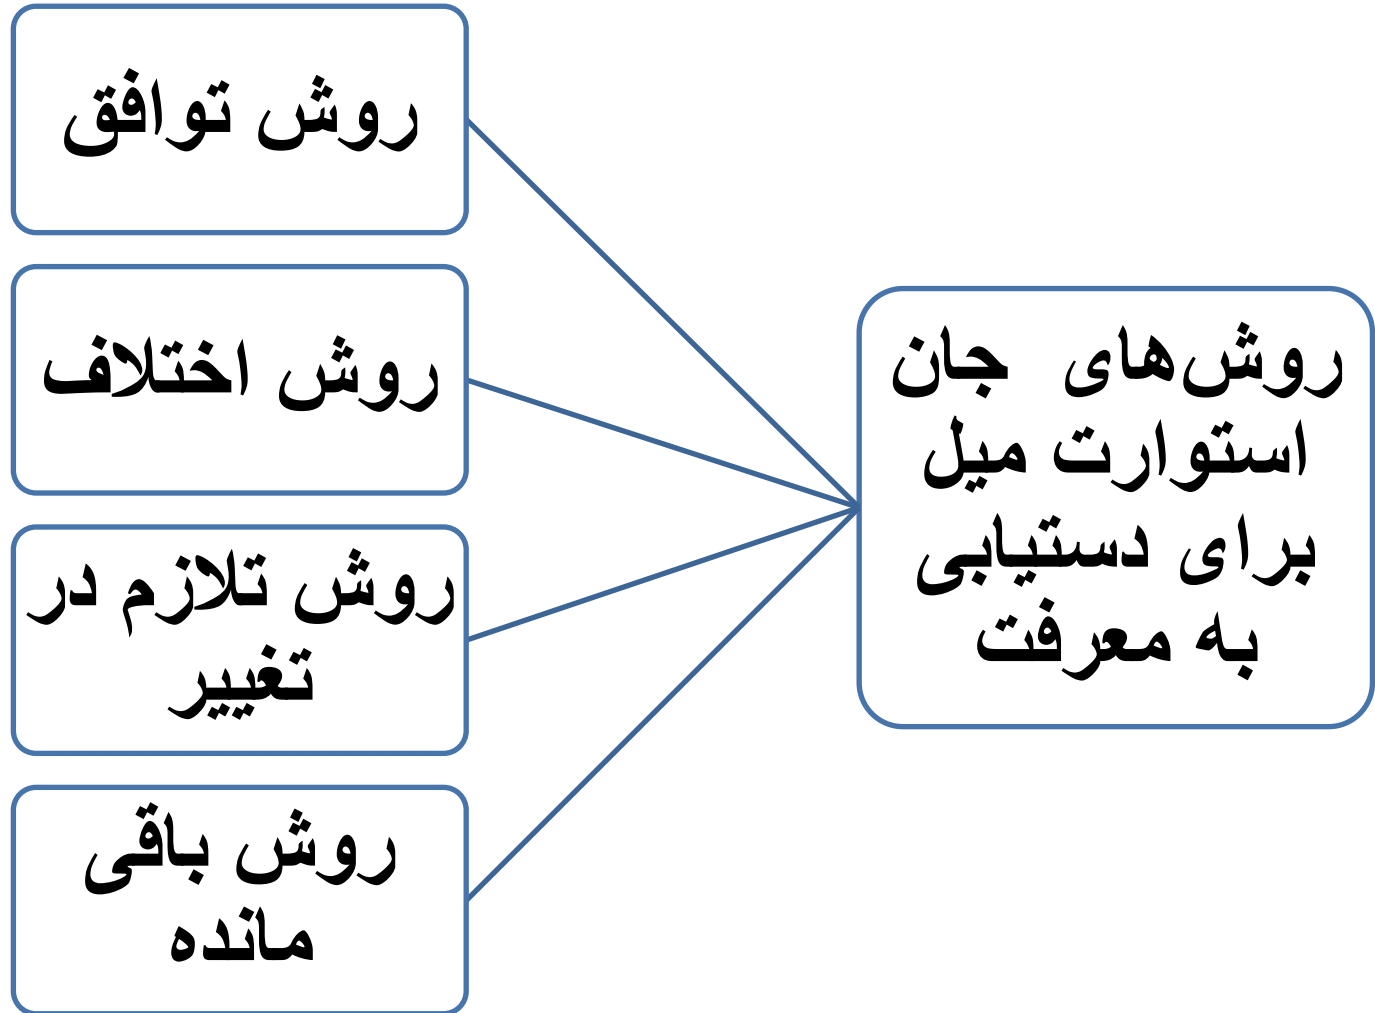 روش‌های جان
استوارت میل
برای دستیابی
به معرفت
روش توافق
روش اختلاف
روش تلازم در
تغییر
روش باقی
مانده